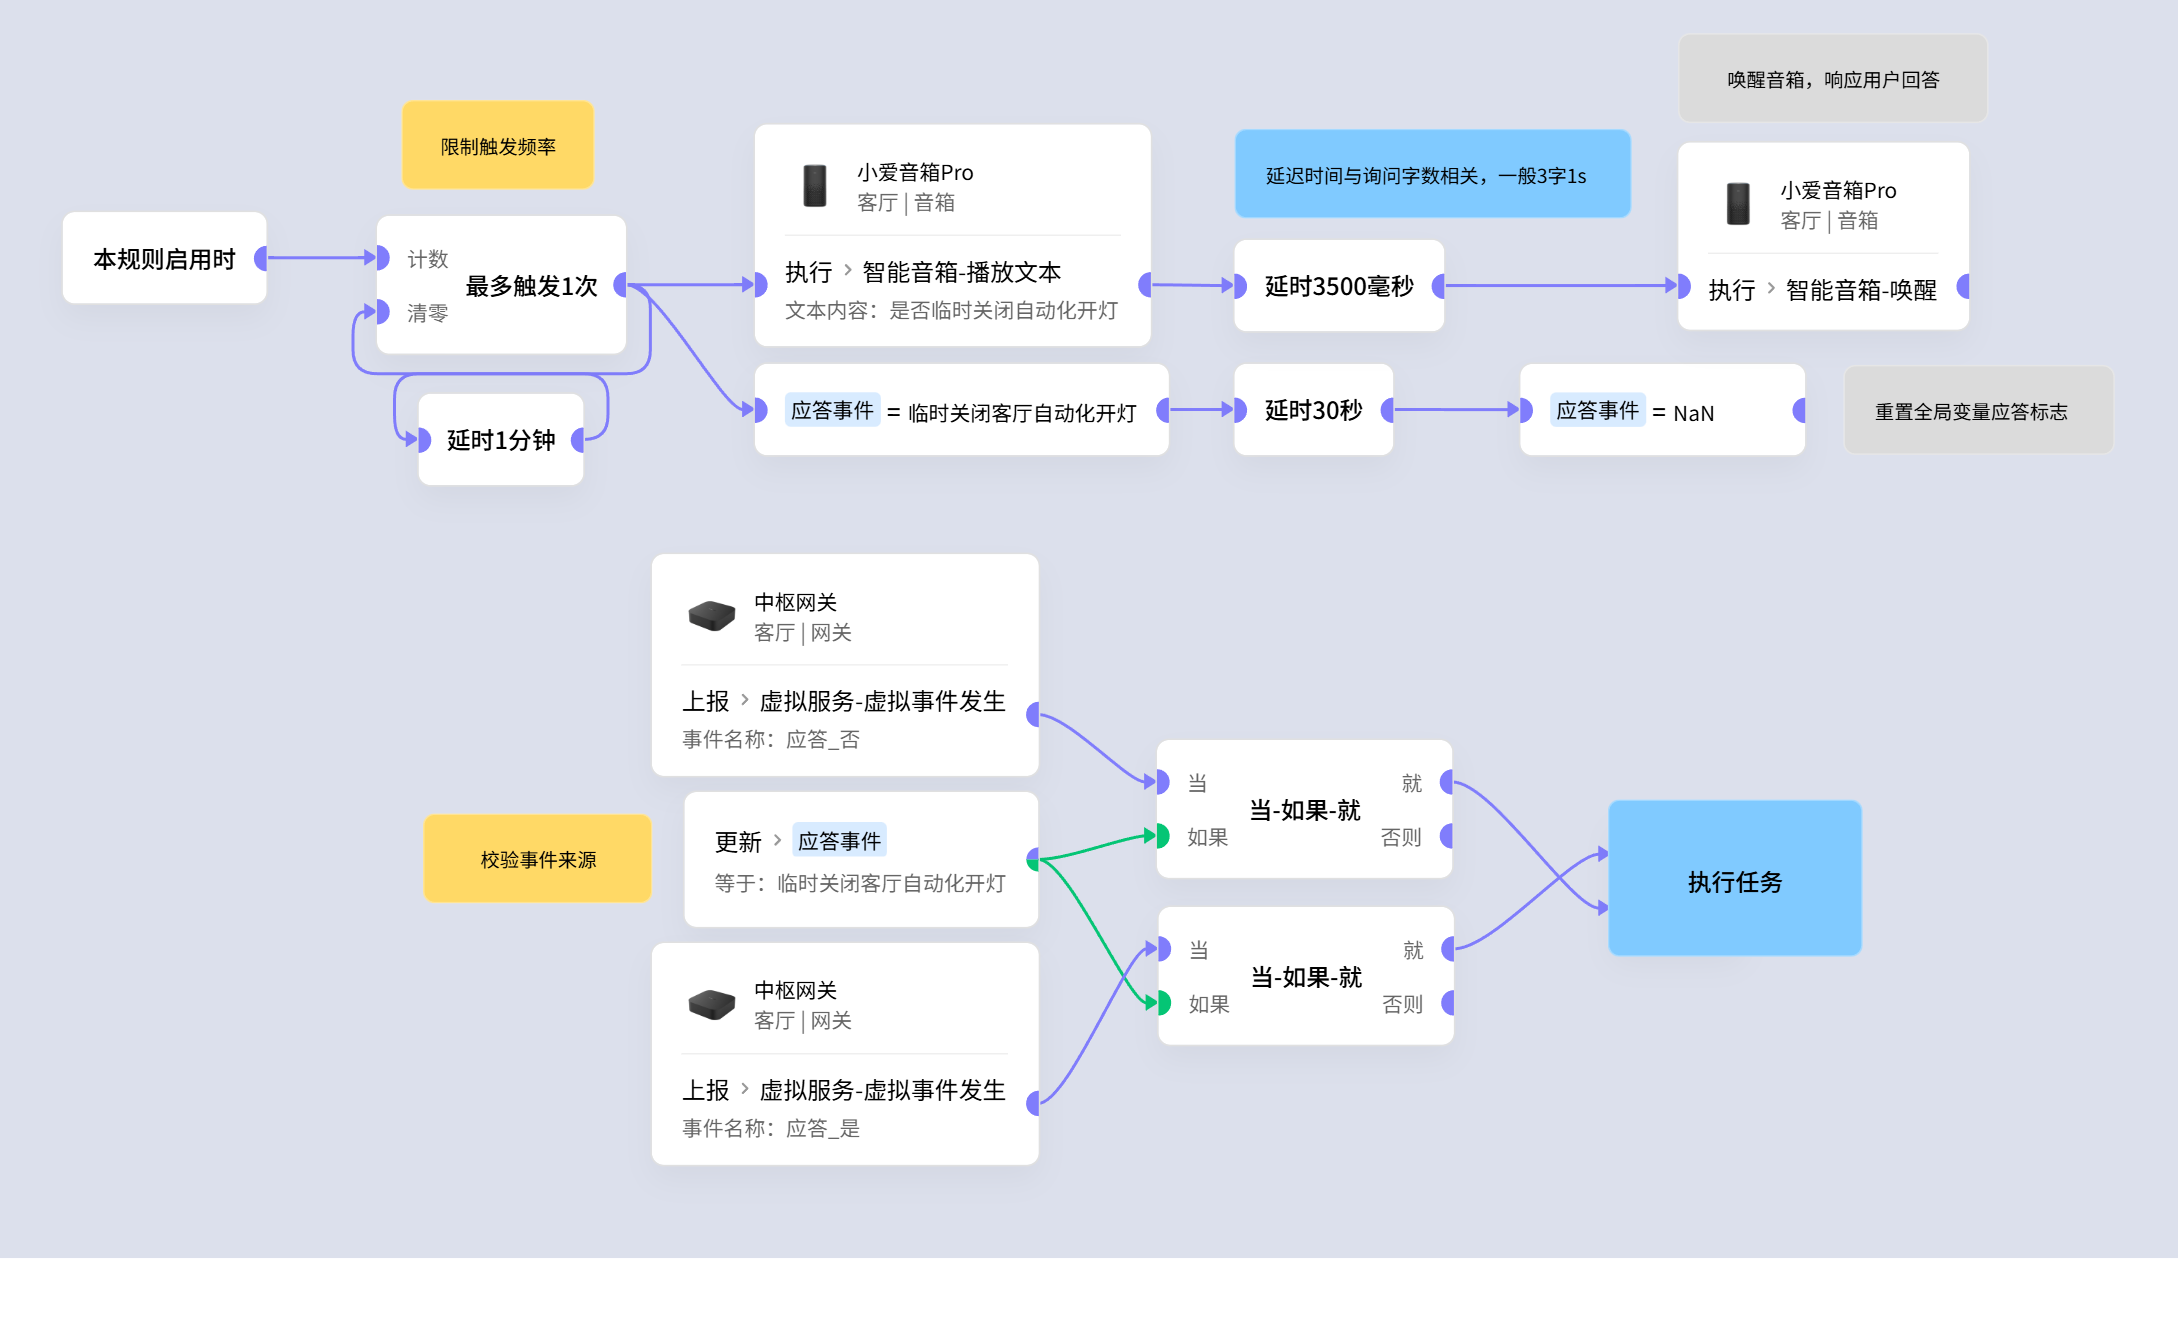 唤醒音箱，响应用户回答
限制触发频率
延迟时间与询问字数相关，一般3字1s
本规则启用时
计数
最多触发1次
清零
小爱音箱Pro
客厅 | 音箱
执行 > 智能音箱-播放文本
文本内容：是否临时关闭自动化开灯
延时3500毫秒
小爱音箱Pro
客厅 | 音箱
执行 > 智能音箱-唤醒
延时1分钟
应答事件 = 临时关闭客厅自动化开灯
延时30秒
应答事件 = NaN
重置全局变量应答标志
中枢网关
客厅 | 网关
上报 > 虚拟服务-虚拟事件发生
事件名称：应答_否
校验事件来源
更新 > 应答事件
等于：临时关闭客厅自动化开灯
中枢网关
客厅 | 网关
上报 > 虚拟服务-虚拟事件发生
事件名称：应答_是
当
就
当-如果-就
如果
否则
当
就
当-如果-就
如果
否则
执行任务